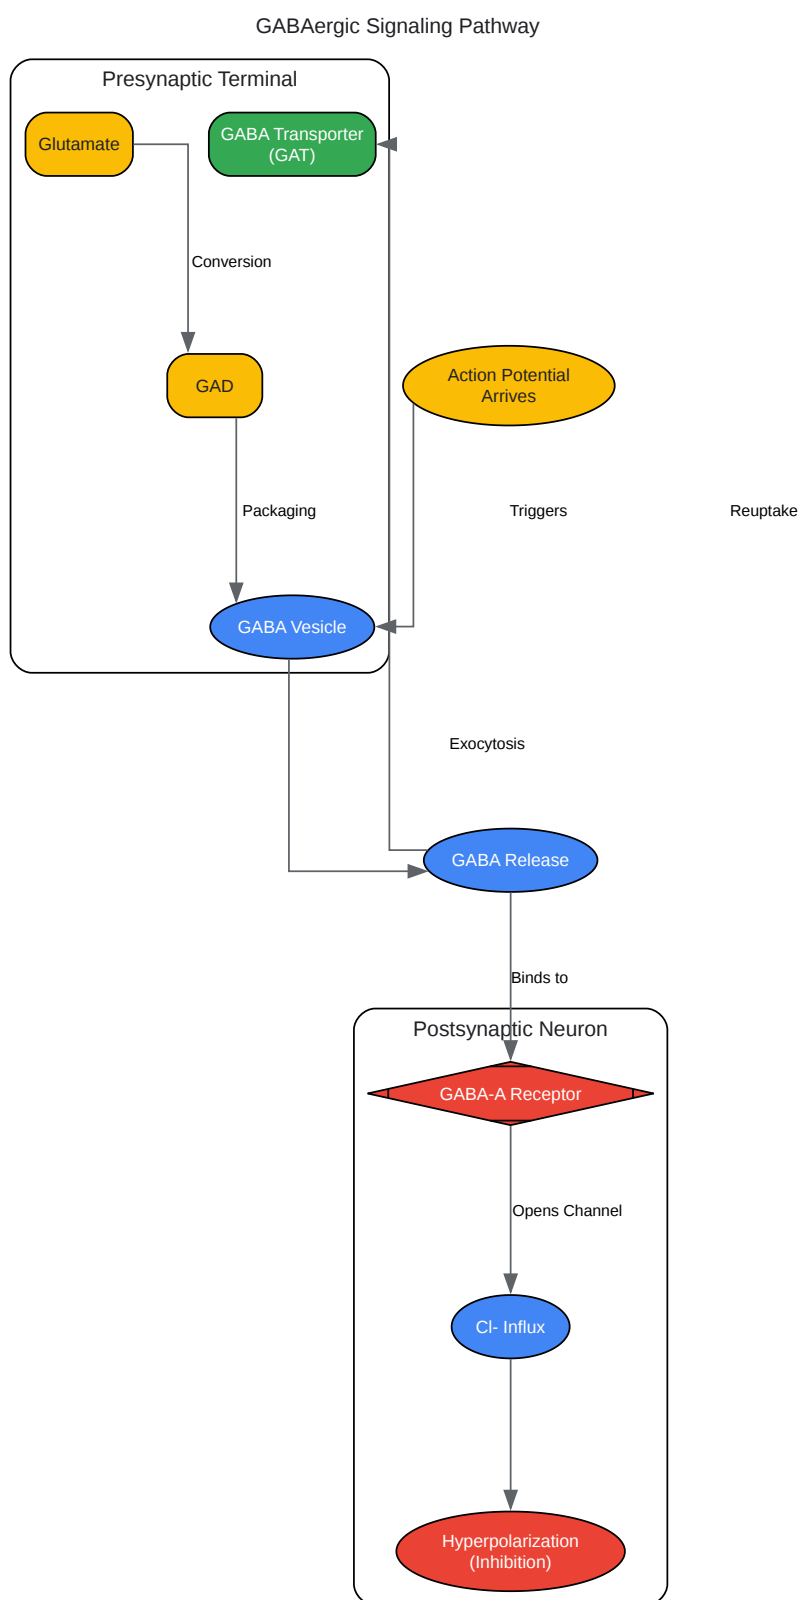 GABAergic Signaling Pathway
Presynaptic Terminal
Glutamate
GABA Transporter
(GAT)
Conversion
GAD
Action Potential
Arrives
Packaging
Triggers
Reuptake
GABA Vesicle
Exocytosis
GABA Release
Binds to
Postsynaptic Neuron
GABA-A Receptor
Opens Channel
Cl- Influx
Hyperpolarization
(Inhibition)